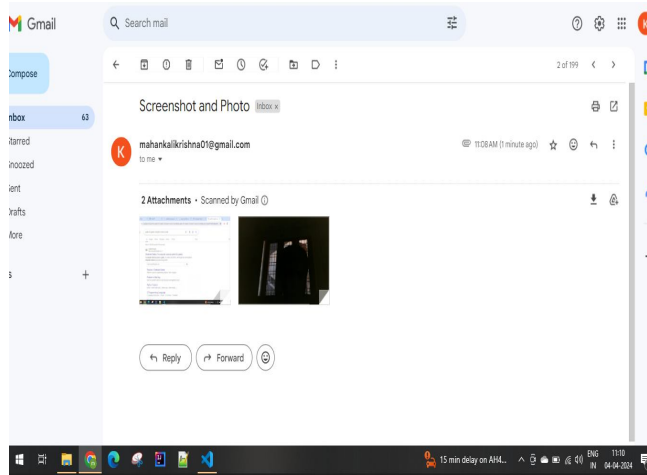 Gmail
Search mail
Compose
2 of 199
Inbox 63
Starred
Snoozed
Sent
Drafts
More
Screenshot and Photo Inbox x
K
mahankalikrishna01@gmail.com
11:08 AM (1 minute ago)
to me
2 Attachments • Scanned by Gmail
Reply
Forward
15 min delay on AH4...
ENG
IN
11:10
04-04-2024